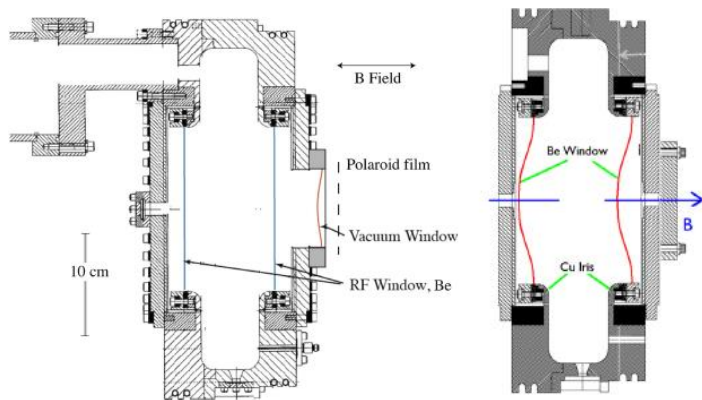 B Field
Polaroid film
Vacuum Window
RF Window, Be
10 cm
Be Window
B
Cu Iris